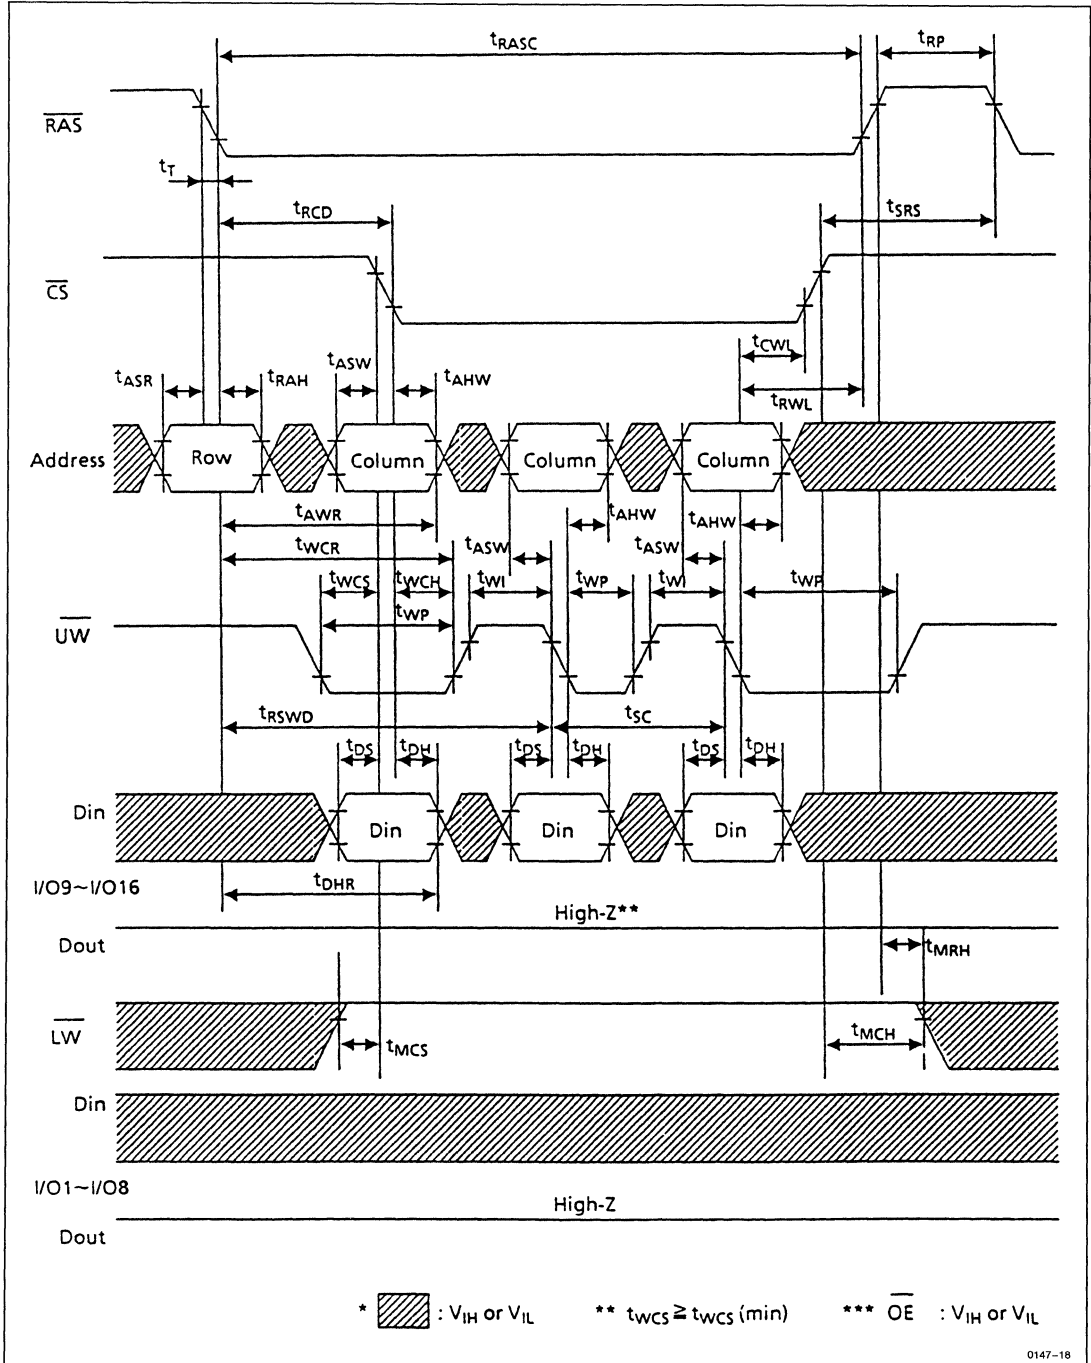 tRASC tRP
RAS
tT
tRCD tSRS
CS
tCWL
tASR tRAH tASW tAHW
tRWL
Address Row Column Column Column
tAWR tAHW tAHW
tWCR tASW tASW
tWCS tWCH tWI tWP tWI tWP
tWP
UW
tRSWD tSC
tDS tDH tDS tDH tDS tDH
Din Din Din Din
I/O9~I/O16 tDHR
High-Z**
Dout tMRH
LW tMCS tMCH
Din
I/O1~I/O8
High-Z
Dout
* : VIH or VIL ** tWCS ≧ tWCS (min) *** OE : VIH or VIL
0147-18